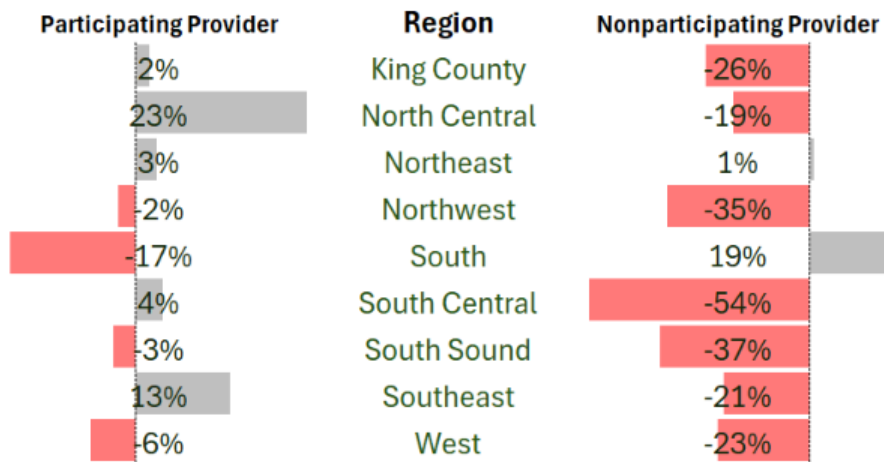 Participating Provider Region Nonparticipating Provider
2% King County -26%
23% North Central -19%
3% Northeast 1%
-2% Northwest -35%
-17% South 19%
4% South Central -54%
-3% South Sound -37%
13% Southeast -21%
-6% West -23%